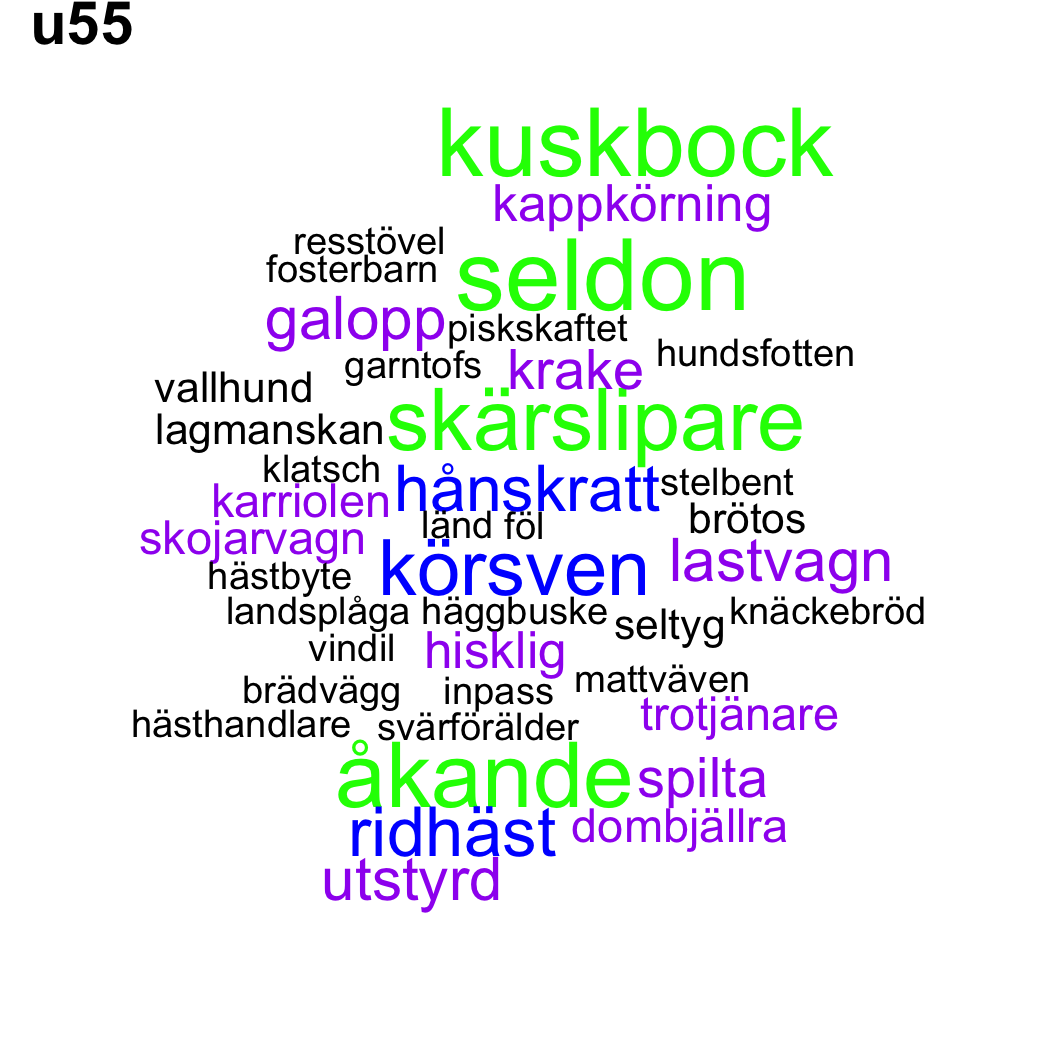 u55
kuskbock
kappkörning
resstövel
fosterbarn
seldon
galopp
piskskaftet
hundsfotten
garntofs
krake
vallhund
skärslipare
lagmanskan
klatsch
hånskratt
stelbent
karriolen
länd föl
brötos
skojarvagn
körsven
lastvagn
hästbyte
landsplåga häggbuske seltyg knäckebröd
vindil
hisklig
mattväven
brädvägg
inpass
trotjänare
hästhandlare
svärförälder
åkande
spilta
ridhäst
dombjällra
utstyrd